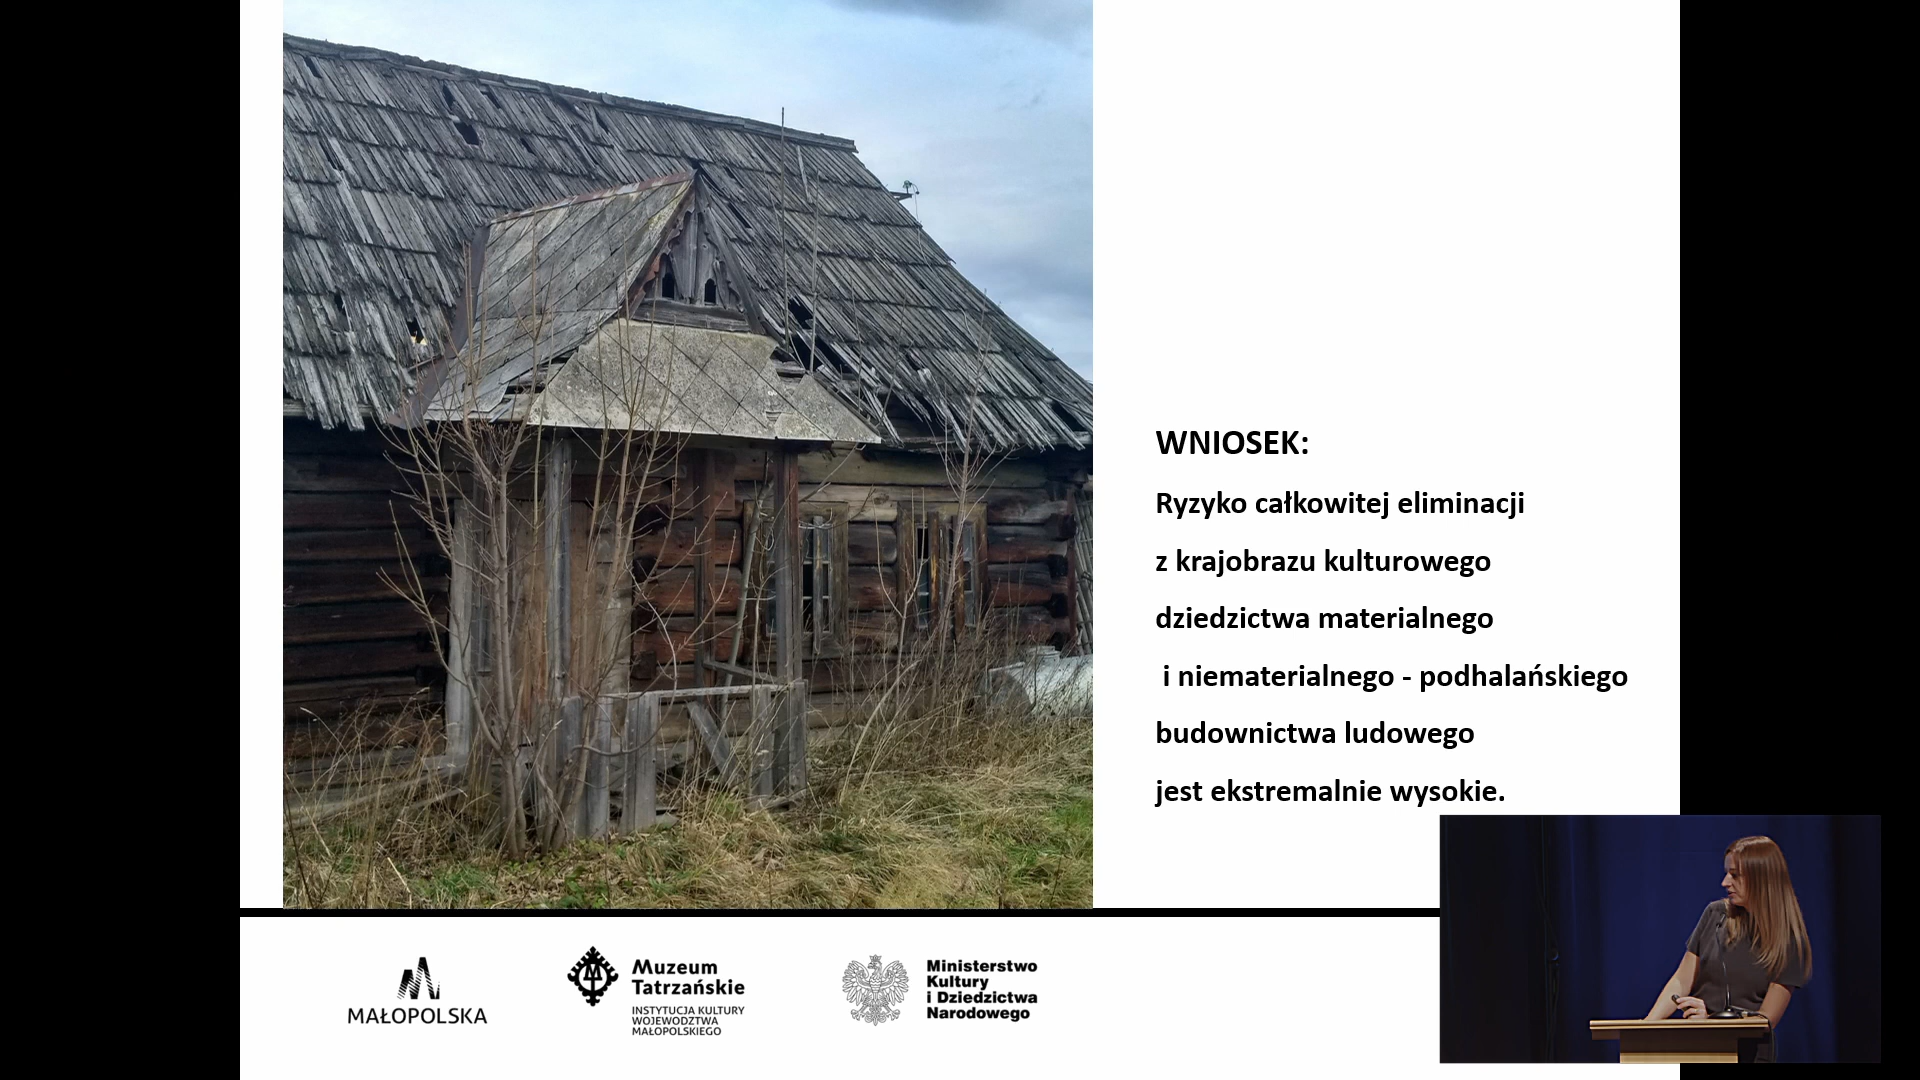 WNIOSEK:
Ryzyko całkowitej eliminacji
z krajobrazu kulturowego
dziedzictwa materialnego
i niematerialnego - podhalańskiego
budownictwa ludowego
jest ekstremalnie wysokie.
MAŁOPOLSKA
Muzeum
Tatrzańskie
INSTYTUCJA KULTURY
WOJEWÓDZTWA
MAŁOPOLSKIEGO
Ministerstwo
Kultury
i Dziedzictwa
Narodowego